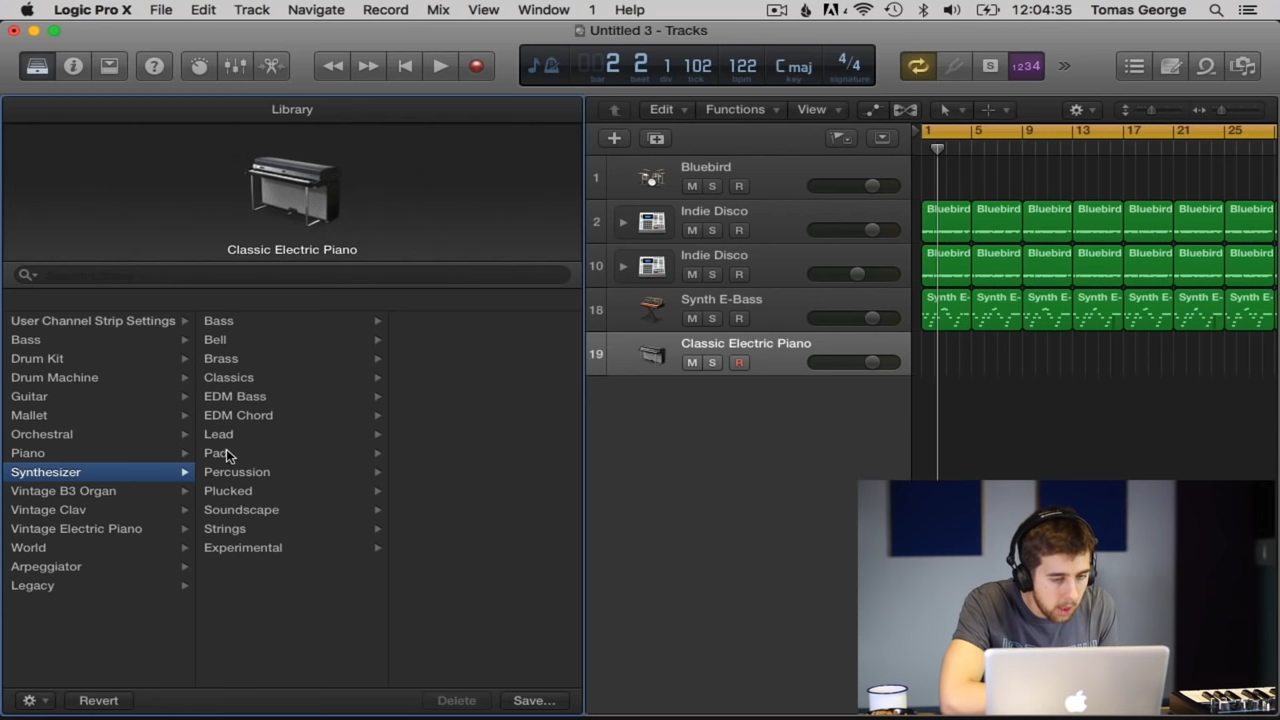 Logic Pro X File Edit Track Navigate Record Mix View Window 1 Help 12:04:35 Tomas George
Untitled 3 - Tracks
2 2 1 102 122 C maj 4/4
bar beat div tick bpm key signature
S 1234
Library
Edit Functions View
1 5 9 13 17 21 25
Classic Electric Piano
User Channel Strip Settings
Bass
Drum Kit
Drum Machine
Guitar
Mallet
Orchestral
Piano
Synthesizer
Vintage B3 Organ
Vintage Clav
Vintage Electric Piano
World
Arpeggiator
Legacy
Bass
Bell
Brass
Classics
EDM Bass
EDM Chord
Lead
Percussion
Plucked
Soundscape
Strings
Experimental
Revert Delete Save...
1 Bluebird
M S R
2 Indie Disco
M S R
10 Indie Disco
M S R
18 Synth E-Bass
M S R
19 Classic Electric Piano
M S R
Bluebird Bluebird Bluebird Bluebird Bluebird Bluebird Bluebird
Bluebird Bluebird Bluebird Bluebird Bluebird Bluebird Bluebird
Synth E- Synth E- Synth E- Synth E- Synth E- Synth E- Synth E-